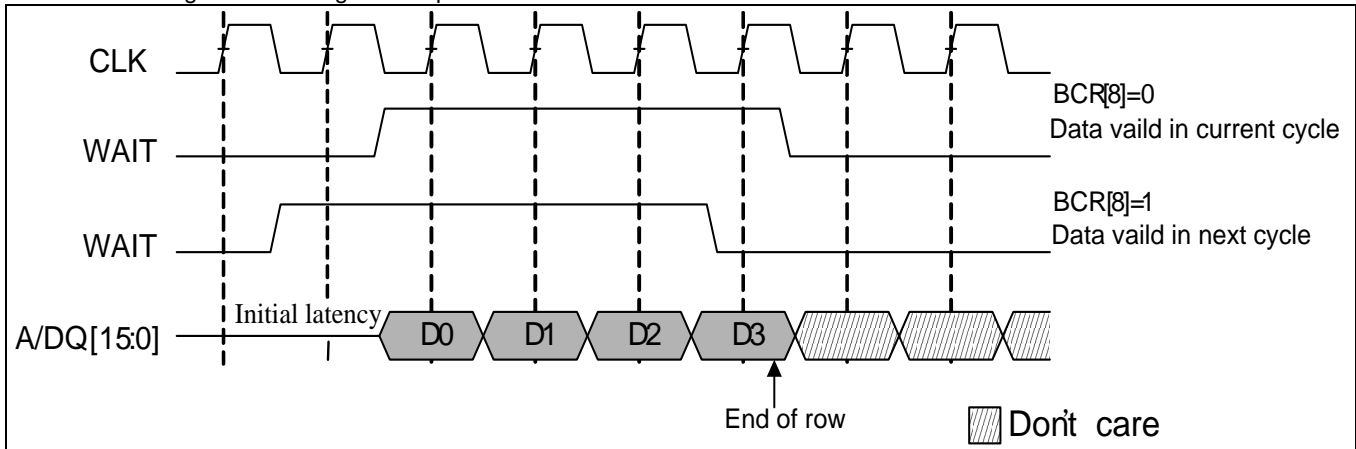 CLK
BCR[8]=0
Data vaild in current cycle
WAIT
BCR[8]=1
Data vaild in next cycle
WAIT
Initial latency
A/DQ[15:0]
D0
D1
D2
D3
End of row
Don't care